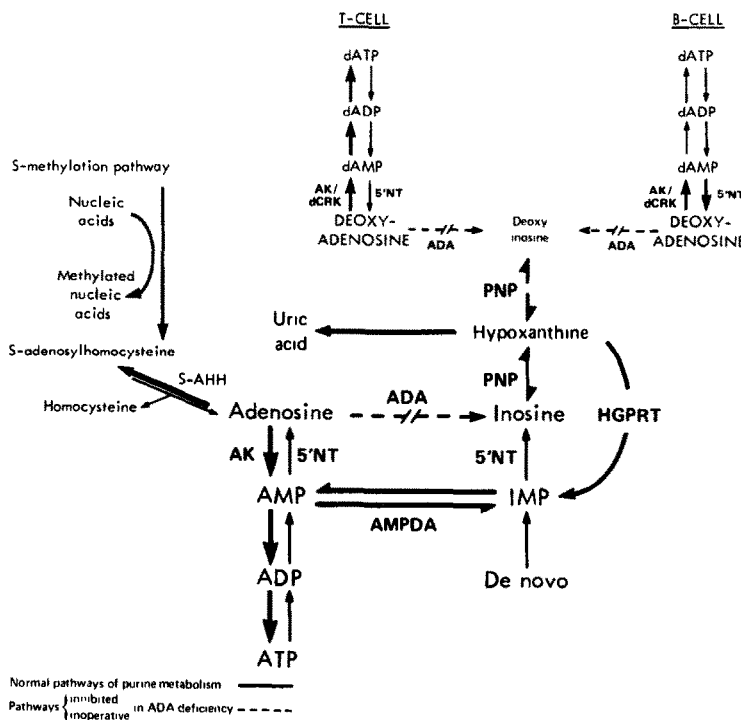 T-CELL
B-CELL
dATP
dATP
dADP
dADP
dAMP
dAMP
AK/
dCRK
5'NT
AK/
dCRK
5'NT
DEOXY-
ADENOSINE
ADA
Deoxy
inosine
ADA
DEOXY-
ADENOSINE
S-methylation pathway
Nucleic
acids
Methylated
nucleic
acids
PNP
Uric
acid
Hypoxanthine
S-adenosylhomocysteine
S-AHH
PNP
Homocysteine
Adenosine
ADA
Inosine
HGPRT
AK
5'NT
5'NT
AMP
AMPDA
IMP
ADP
De novo
ATP
Normal pathways of purine metabolism
Pathways { inhibited
inoperative } in ADA deficiency